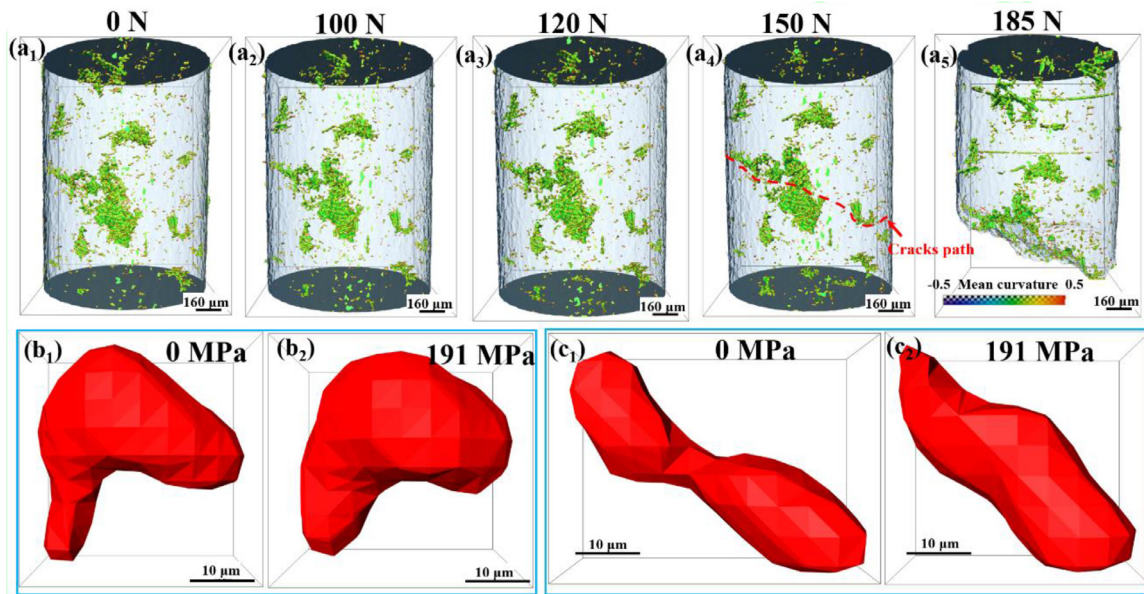 0 N
100 N
120 N
150 N
185 N
(a1)
(a2)
(a3)
(a4)
(a5)
Cracks path
-0.5 Mean curvature 0.5
160 μm
160 μm
160 μm
160 μm
160 μm
(b1)
0 MPa
(b2)
191 MPa
(c1)
0 MPa
(c2)
191 MPa
10 μm
10 μm
10 μm
10 μm